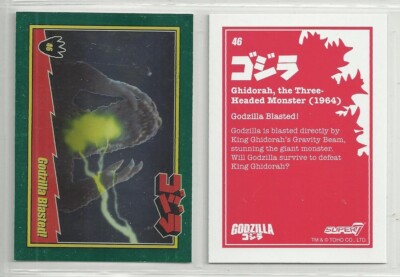 46
Godzilla Blasted!
ゴジラ
46
ゴジラ
Ghidorah, the Three-
Headed Monster (1964)
Godzilla Blasted!
Godzilla is blasted directly by
King Ghidorah's Gravity Beam,
stunning the giant monster.
Will Godzilla survive to defeat
King Ghidorah?
GODZILLA
ゴジラ
SUPER7
TM & © TOHO CO., LTD.